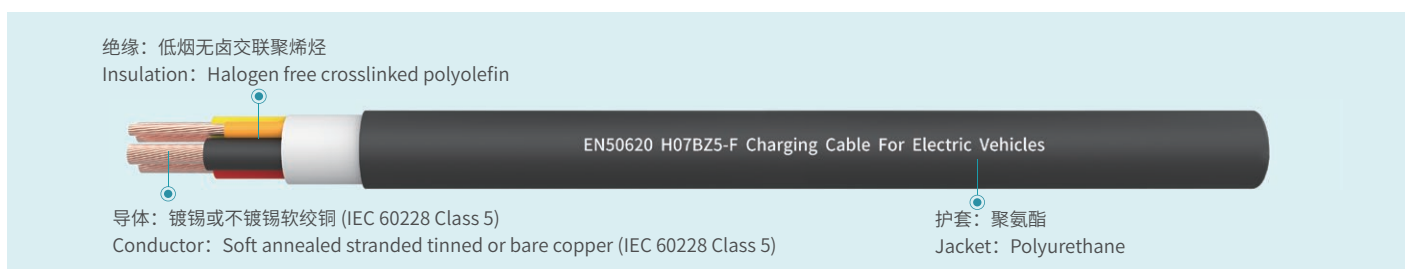 绝缘：低烟无卤交联聚烯烃
Insulation：Halogen free crosslinked polyolefin
EN50620 H07BZ5-F Charging Cable For Electric Vehicles
导体：镀锡或不镀锡软绞铜 (IEC 60228 Class 5)
Conductor：Soft annealed stranded tinned or bare copper (IEC 60228 Class 5)
护套：聚氨酯
Jacket：Polyurethane